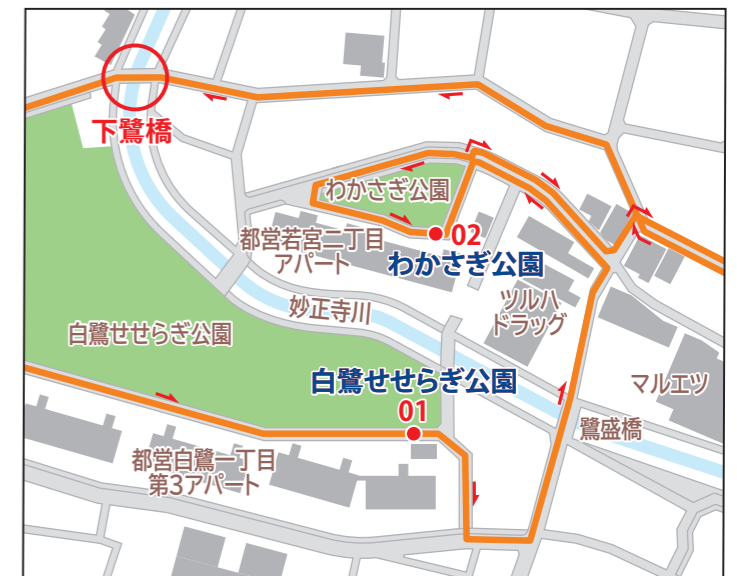 下鷺橋
わかさぎ公園
都営若宮二丁目
アパート
02
わかさぎ公園
妙正寺川
ツルハ
ドラッグ
白鷺せせらぎ公園
白鷺せせらぎ公園
01
マルエツ
鷺盛橋
都営白鷺一丁目
第3アパート